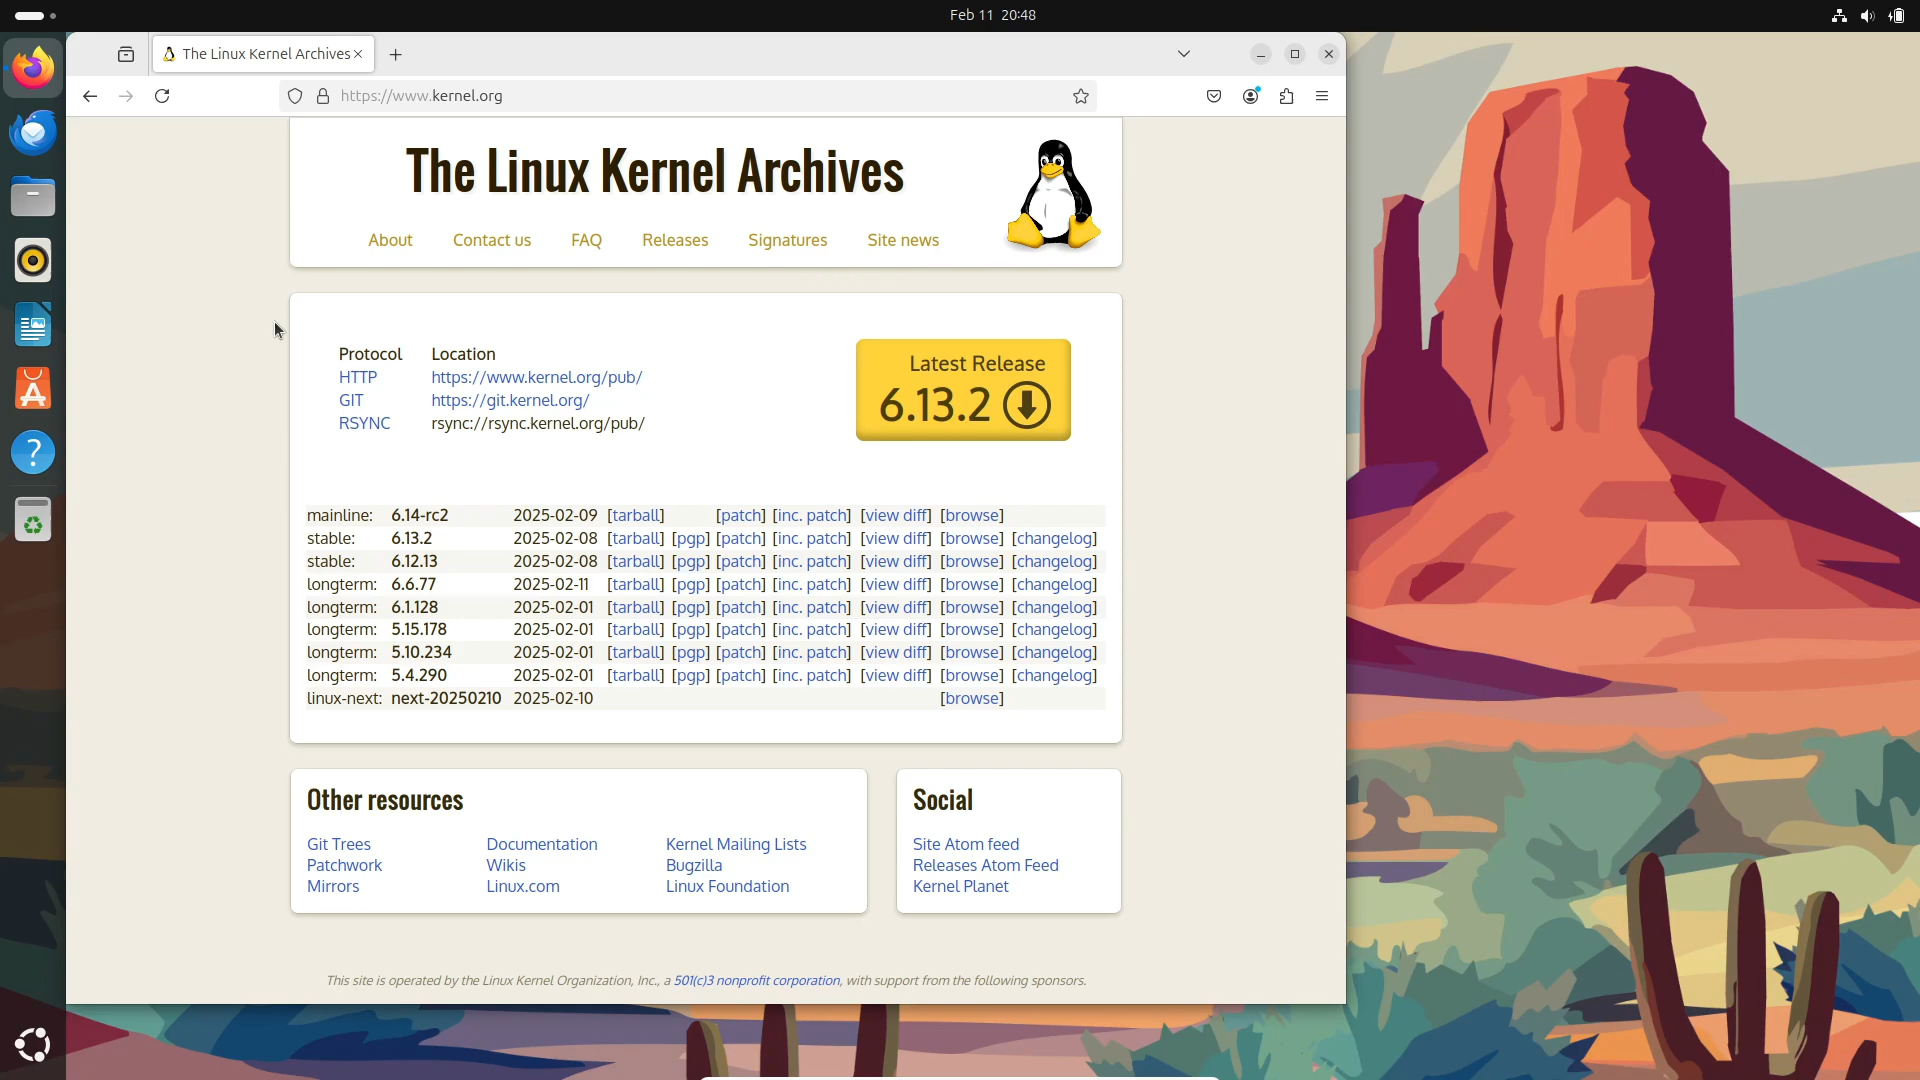 Feb 11 20:48
The Linux Kernel Archives
https://www.kernel.org
The Linux Kernel Archives
About Contact us FAQ Releases Signatures Site news
Protocol Location
HTTP https://www.kernel.org/pub/
GIT https://git.kernel.org/
RSYNC rsync://rsync.kernel.org/pub/
Latest Release
6.13.2
mainline: 6.14-rc2 2025-02-09 [tarball] [patch] [inc. patch] [view diff] [browse]
stable: 6.13.2 2025-02-08 [tarball] [pgp] [patch] [inc. patch] [view diff] [browse] [changelog]
stable: 6.12.13 2025-02-08 [tarball] [pgp] [patch] [inc. patch] [view diff] [browse] [changelog]
longterm: 6.6.77 2025-02-11 [tarball] [pgp] [patch] [inc. patch] [view diff] [browse] [changelog]
longterm: 6.1.128 2025-02-01 [tarball] [pgp] [patch] [inc. patch] [view diff] [browse] [changelog]
longterm: 5.15.178 2025-02-01 [tarball] [pgp] [patch] [inc. patch] [view diff] [browse] [changelog]
longterm: 5.10.234 2025-02-01 [tarball] [pgp] [patch] [inc. patch] [view diff] [browse] [changelog]
longterm: 5.4.290 2025-02-01 [tarball] [pgp] [patch] [inc. patch] [view diff] [browse] [changelog]
linux-next: next-20250210 2025-02-10 [browse]
Other resources
Git Trees Documentation Kernel Mailing Lists
Patchwork Wikis Bugzilla
Mirrors Linux.com Linux Foundation
Social
Site Atom feed
Releases Atom Feed
Kernel Planet
This site is operated by the Linux Kernel Organization, Inc., a 501(c)3 nonprofit corporation, with support from the following sponsors.